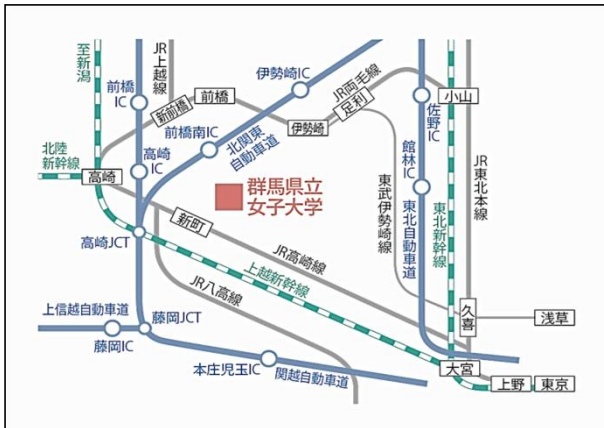 至新潟
JR上越線
前橋
IC
新前橋
前橋
伊勢崎IC
JR両毛線
足利
小山
佐野IC
伊勢崎
前橋南IC
北関東
自動車道
北陸
新幹線
高崎
高崎
IC
館林IC
群馬県立
女子大学
東武伊勢崎線
東北自動車道
東北新幹線
JR東北本線
新町
高崎JCT
JR高崎線
上越新幹線
JR八高線
上信越自動車道
藤岡JCT
藤岡IC
久喜
浅草
本庄児玉IC
関越自動車道
大宮
上野
東京